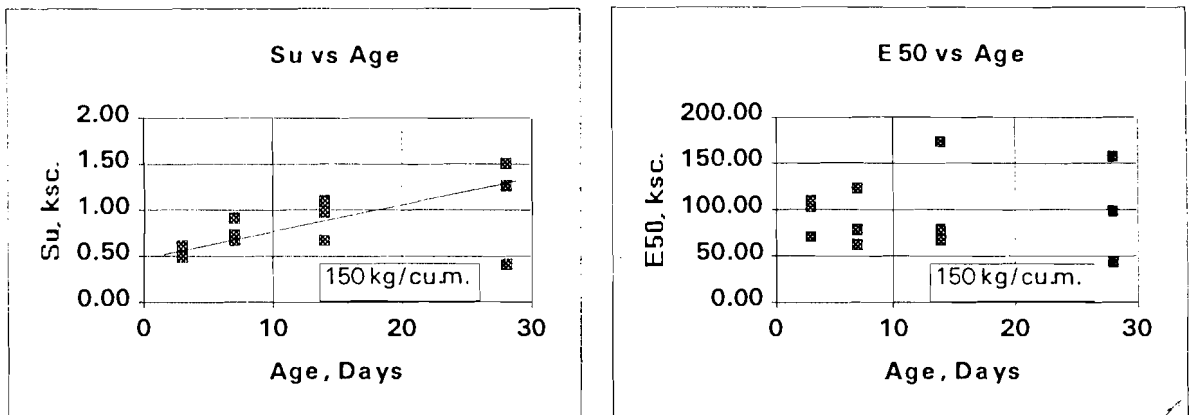 Su vs Age
2.00
1.50
1.00
0.50
0.00
Su, ksc.
150 kg/cu.m.
0 10 20 30
Age, Days
E50 vs Age
200.00
150.00
100.00
50.00
0.00
E50, ksc.
150 kg/cu.m.
0 10 20 30
Age, Days